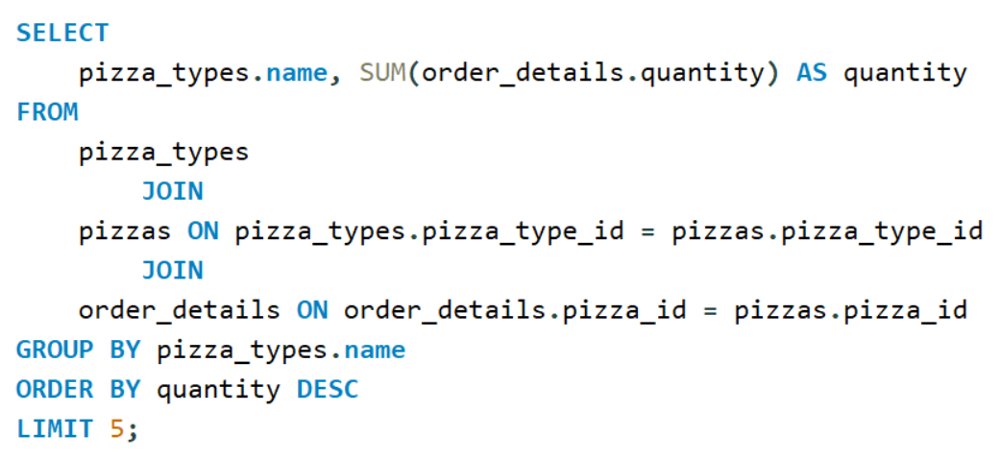 SELECT
    pizza_types.name, SUM(order_details.quantity) AS quantity
FROM
    pizza_types
        JOIN
    pizzas ON pizza_types.pizza_type_id = pizzas.pizza_type_id
        JOIN
    order_details ON order_details.pizza_id = pizzas.pizza_id
GROUP BY pizza_types.name
ORDER BY quantity DESC
LIMIT 5;